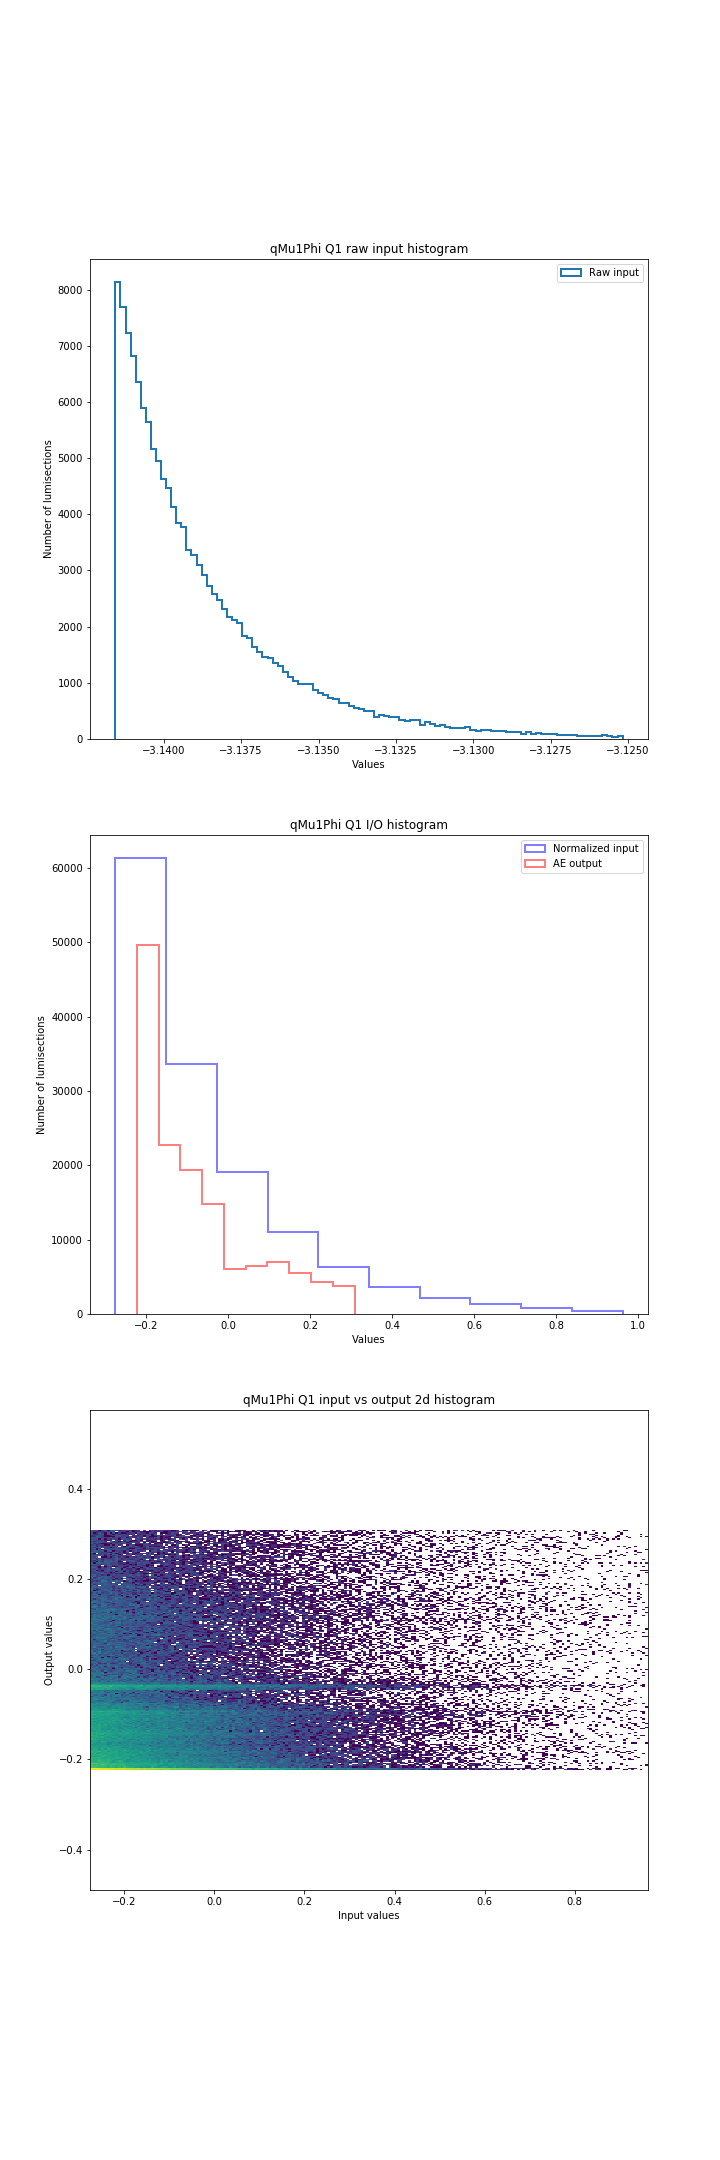 qMu1Phi Q1 raw input histogram
Raw input
8000
7000
6000
5000
4000
3000
2000
1000
0
Number of lumisections
−3.1400 −3.1375 −3.1350 −3.1325 −3.1300 −3.1275 −3.1250
Values
qMu1Phi Q1 I/O histogram
Normalized input
AE output
60000
50000
40000
30000
20000
10000
0
Number of lumisections
−0.2 0.0 0.2 0.4 0.6 0.8 1.0
Values
qMu1Phi Q1 input vs output 2d histogram
0.4
0.2
0.0
−0.2
−0.4
Output values
−0.2 0.0 0.2 0.4 0.6 0.8
Input values